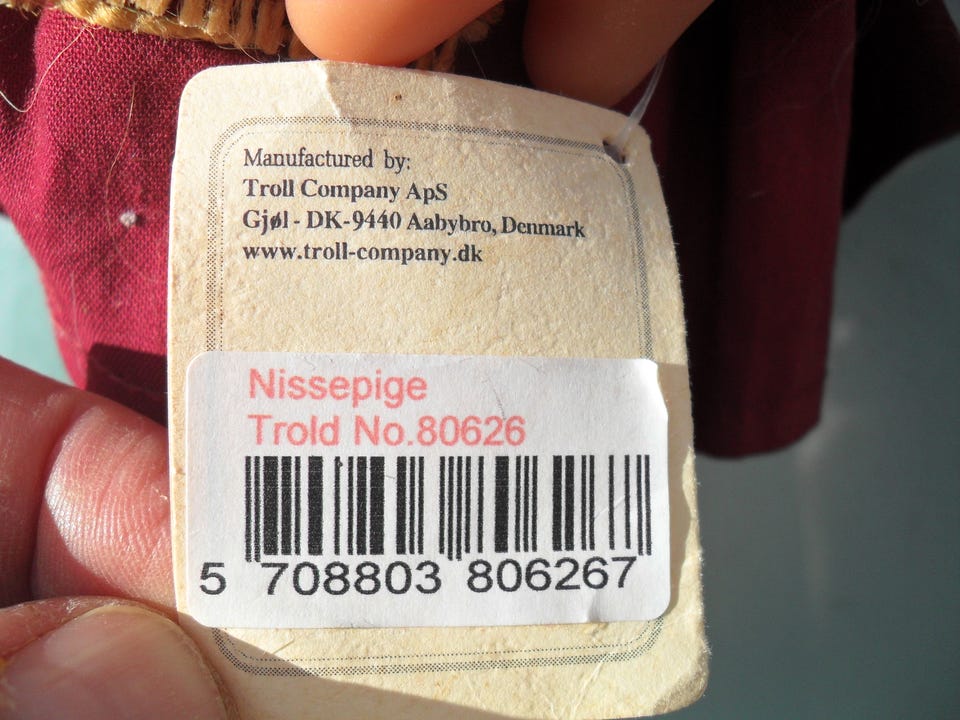 Manufactured by:
Troll Company ApS
Gjøl - DK-9440 Aabybro, Denmark
www.troll-company.dk
Nissepige
Trold No.80626
5 708803 806267